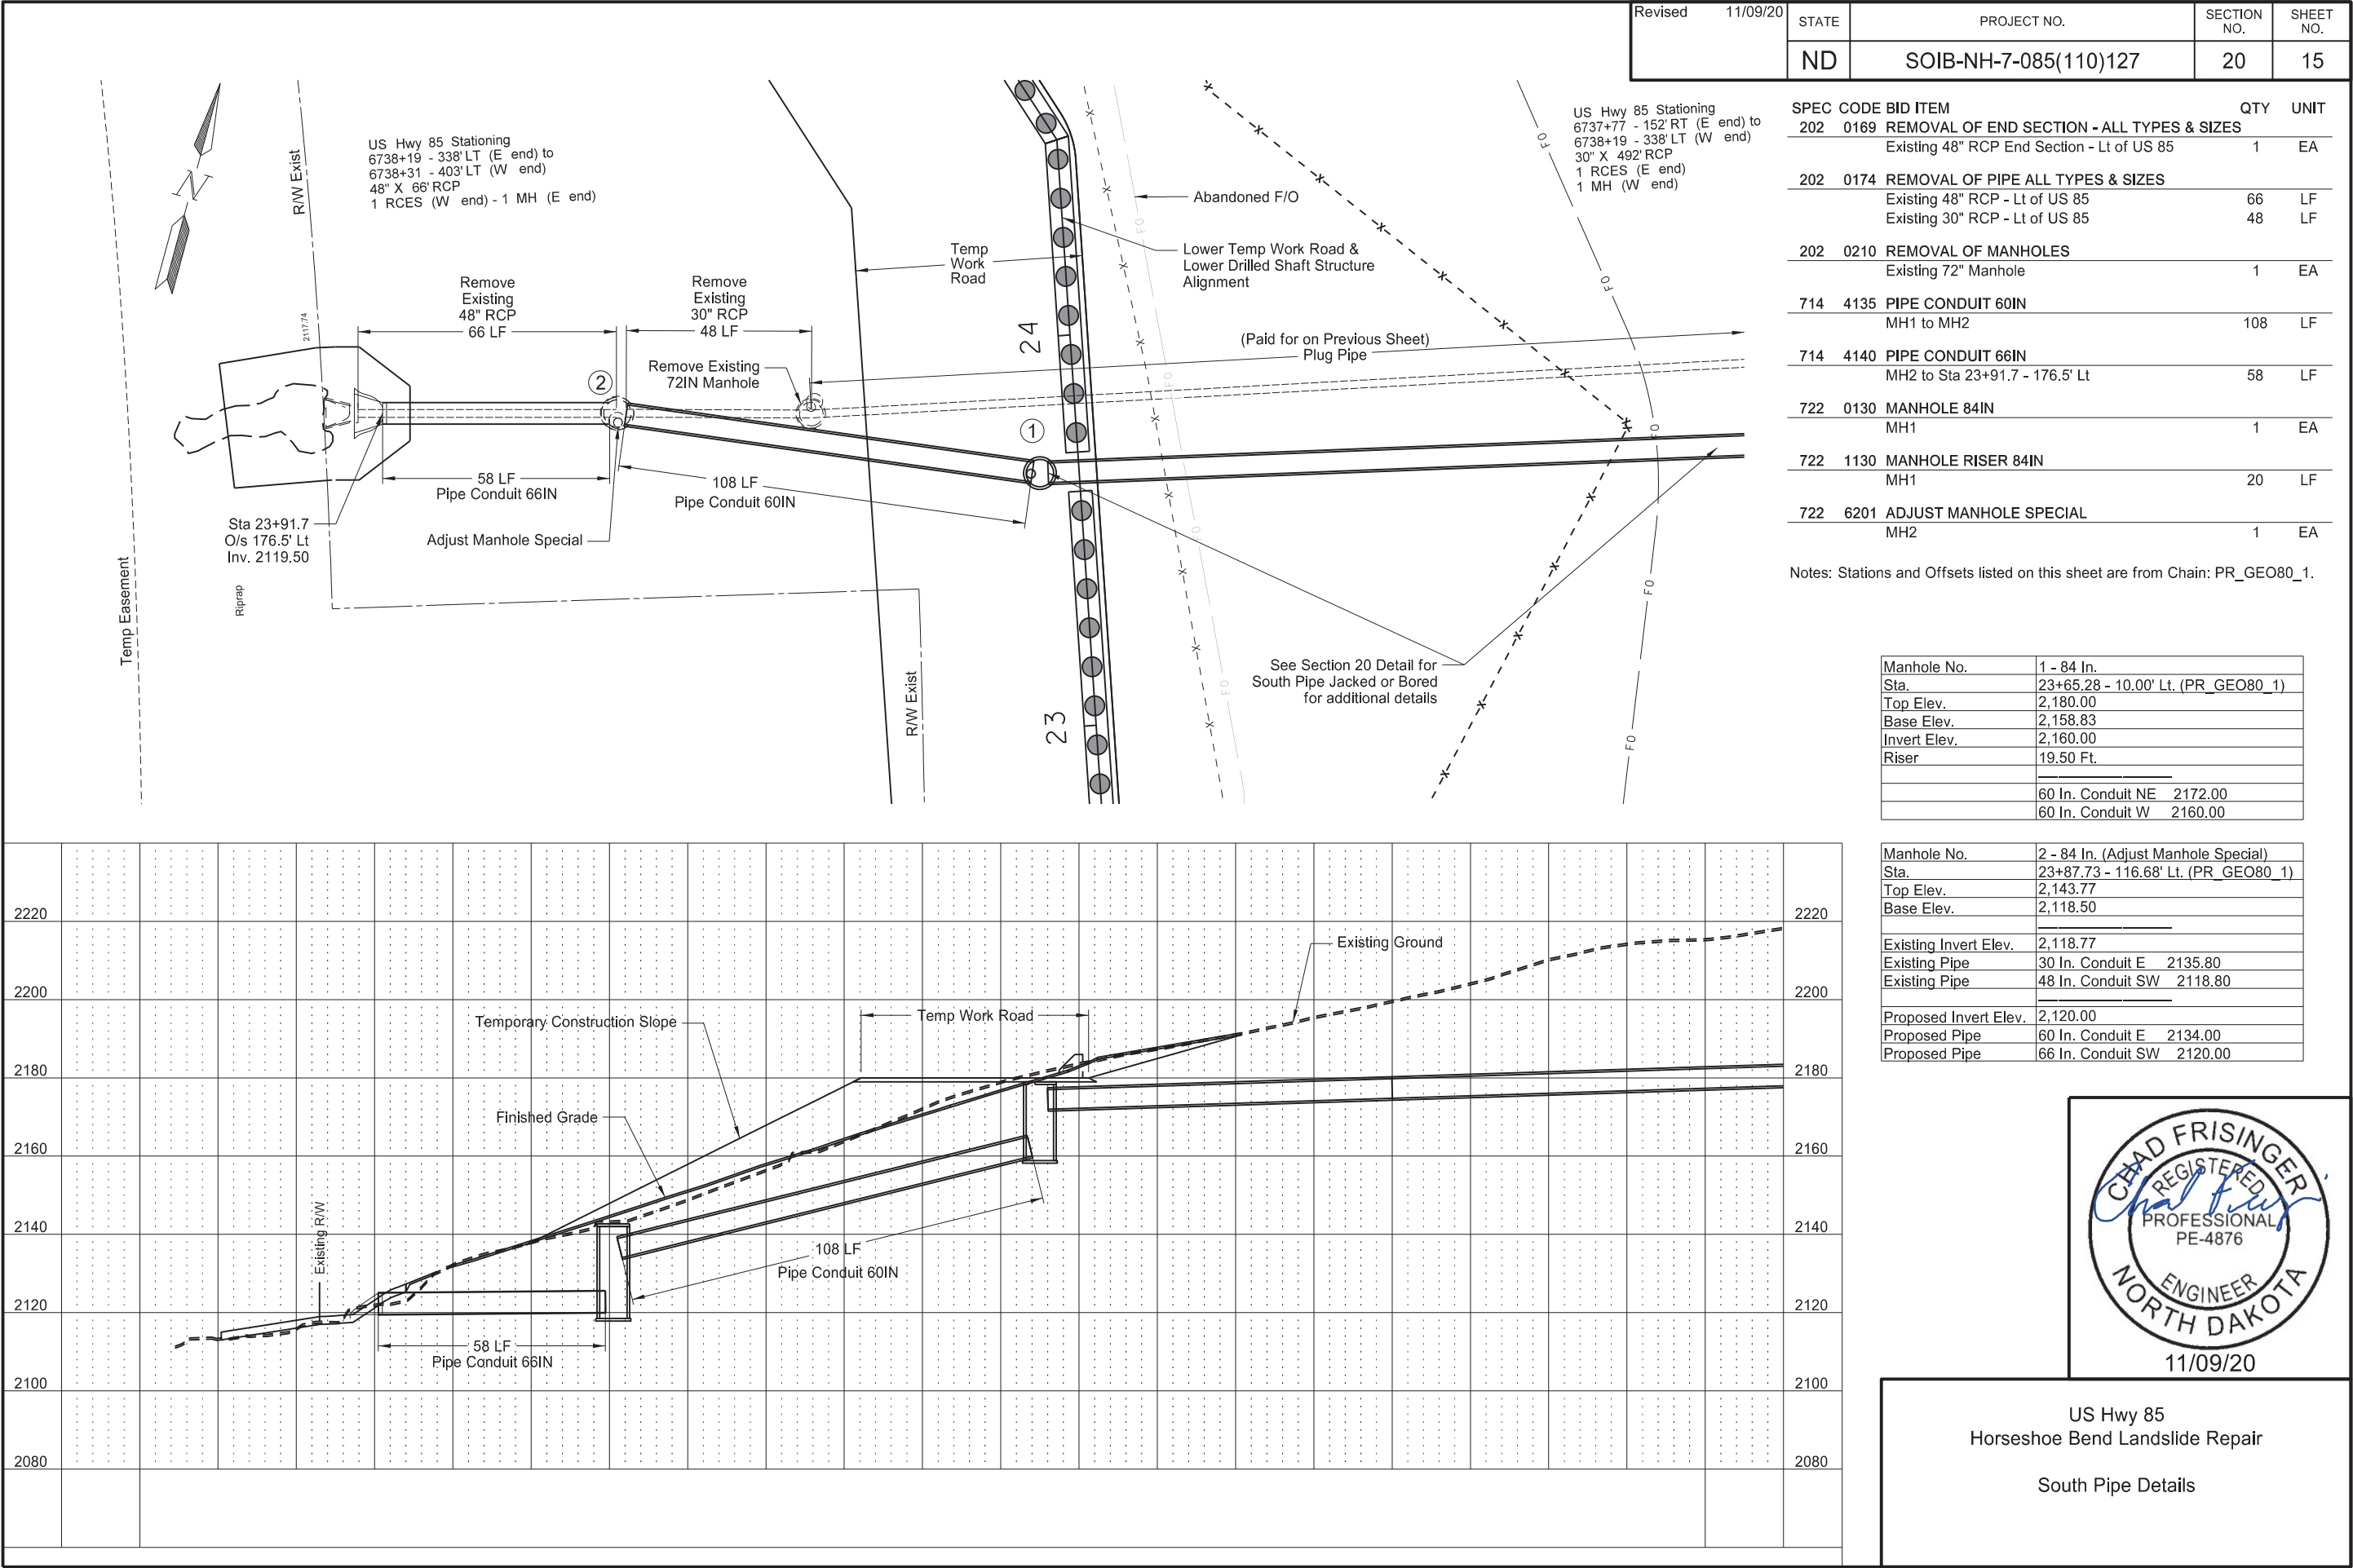 Revised 11/09/20
STATE
PROJECT NO.
SECTION NO.
SHEET NO.
ND
SOIB-NH-7-085(110)127
20
15
SPEC CODE BID ITEM QTY UNIT
202 0169 REMOVAL OF END SECTION - ALL TYPES & SIZES
Existing 48" RCP End Section - Lt of US 85 1 EA
202 0174 REMOVAL OF PIPE ALL TYPES & SIZES
Existing 48" RCP - Lt of US 85 66 LF
Existing 30" RCP - Lt of US 85 48 LF
202 0210 REMOVAL OF MANHOLES
Existing 72" Manhole 1 EA
714 4135 PIPE CONDUIT 60IN
MH1 to MH2 108 LF
714 4140 PIPE CONDUIT 66IN
MH2 to Sta 23+91.7 - 176.5' Lt 58 LF
722 0130 MANHOLE 84IN
MH1 1 EA
722 1130 MANHOLE RISER 84IN
MH1 20 LF
722 6201 ADJUST MANHOLE SPECIAL
MH2 1 EA
Notes: Stations and Offsets listed on this sheet are from Chain: PR_GEO80_1.
N
US Hwy 85 Stationing
6738+19 - 338' LT (E end) to
6738+31 - 403' LT (W end)
48" X 66' RCP
1 RCES (W end) - 1 MH (E end)
US Hwy 85 Stationing
6737+77 - 152' RT (E end) to
6738+19 - 338' LT (W end)
30" X 492' RCP
1 RCES (E end)
1 MH (W end)
R/W Exist
2117.74
Abandoned F/O
Temp
Work
Road
Lower Temp Work Road &
Lower Drilled Shaft Structure
Alignment
Remove
Existing
48" RCP
66 LF
Remove
Existing
30" RCP
48 LF
Remove Existing
72IN Manhole
(Paid for on Previous Sheet)
Plug Pipe
24
2
1
58 LF
Pipe Conduit 66IN
108 LF
Pipe Conduit 60IN
Sta 23+91.7
O/s 176.5' Lt
Inv. 2119.50
Adjust Manhole Special
Temp Easement
Riprap
R/W Exist
23
FO
FO
FO
FO
FO
FO
FO
FO
FO
See Section 20 Detail for
South Pipe Jacked or Bored
for additional details
Manhole No. 1 - 84 In.
Sta. 23+65.28 - 10.00' Lt. (PR_GEO80_1)
Top Elev. 2,180.00
Base Elev. 2,158.83
Invert Elev. 2,160.00
Riser 19.50 Ft.
60 In. Conduit NE 2172.00
60 In. Conduit W 2160.00
Manhole No. 2 - 84 In. (Adjust Manhole Special)
Sta. 23+87.73 - 116.68' Lt. (PR_GEO80_1)
Top Elev. 2,143.77
Base Elev. 2,118.50
Existing Invert Elev. 2,118.77
Existing Pipe 30 In. Conduit E 2135.80
Existing Pipe 48 In. Conduit SW 2118.80
Proposed Invert Elev. 2,120.00
Proposed Pipe 60 In. Conduit E 2134.00
Proposed Pipe 66 In. Conduit SW 2120.00
2220 2220
2200 2200
2180 2180
2160 2160
2140 2140
2120 2120
2100 2100
2080 2080
Existing Ground
Temporary Construction Slope
Temp Work Road
Finished Grade
Existing R/W
108 LF
Pipe Conduit 60IN
58 LF
Pipe Conduit 66IN
CHAD FRISINGER
REGISTERED
PROFESSIONAL
PE-4876
ENGINEER
NORTH DAKOTA
11/09/20
US Hwy 85
Horseshoe Bend Landslide Repair
South Pipe Details